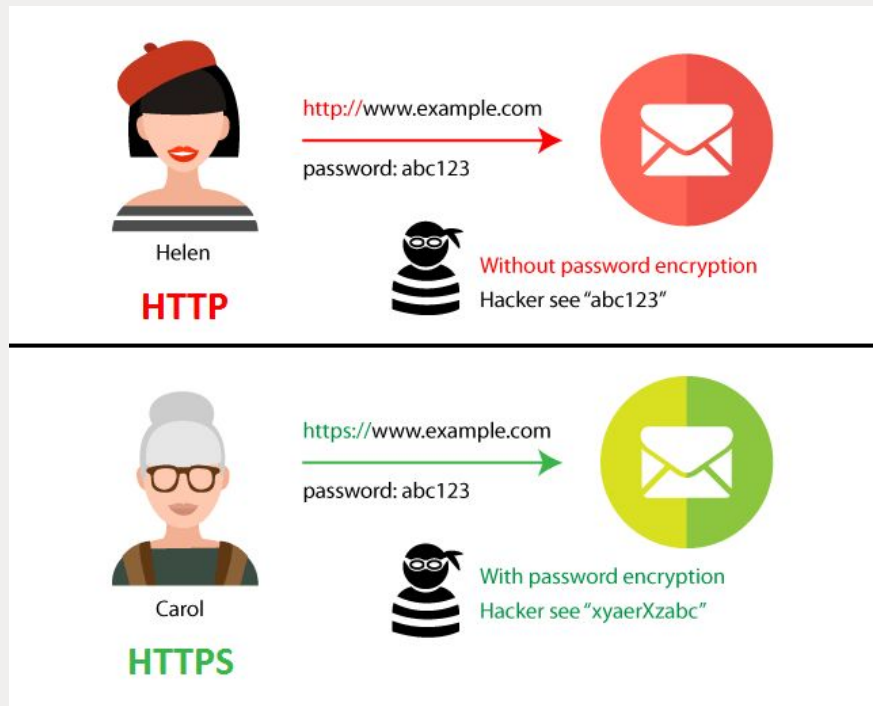 http://www.example.com
password: abc123
Helen
HTTP
Without password encryption
Hacker see “abc123”
https://www.example.com
password: abc123
Carol
HTTPS
With password encryption
Hacker see “xyaerXzabc”